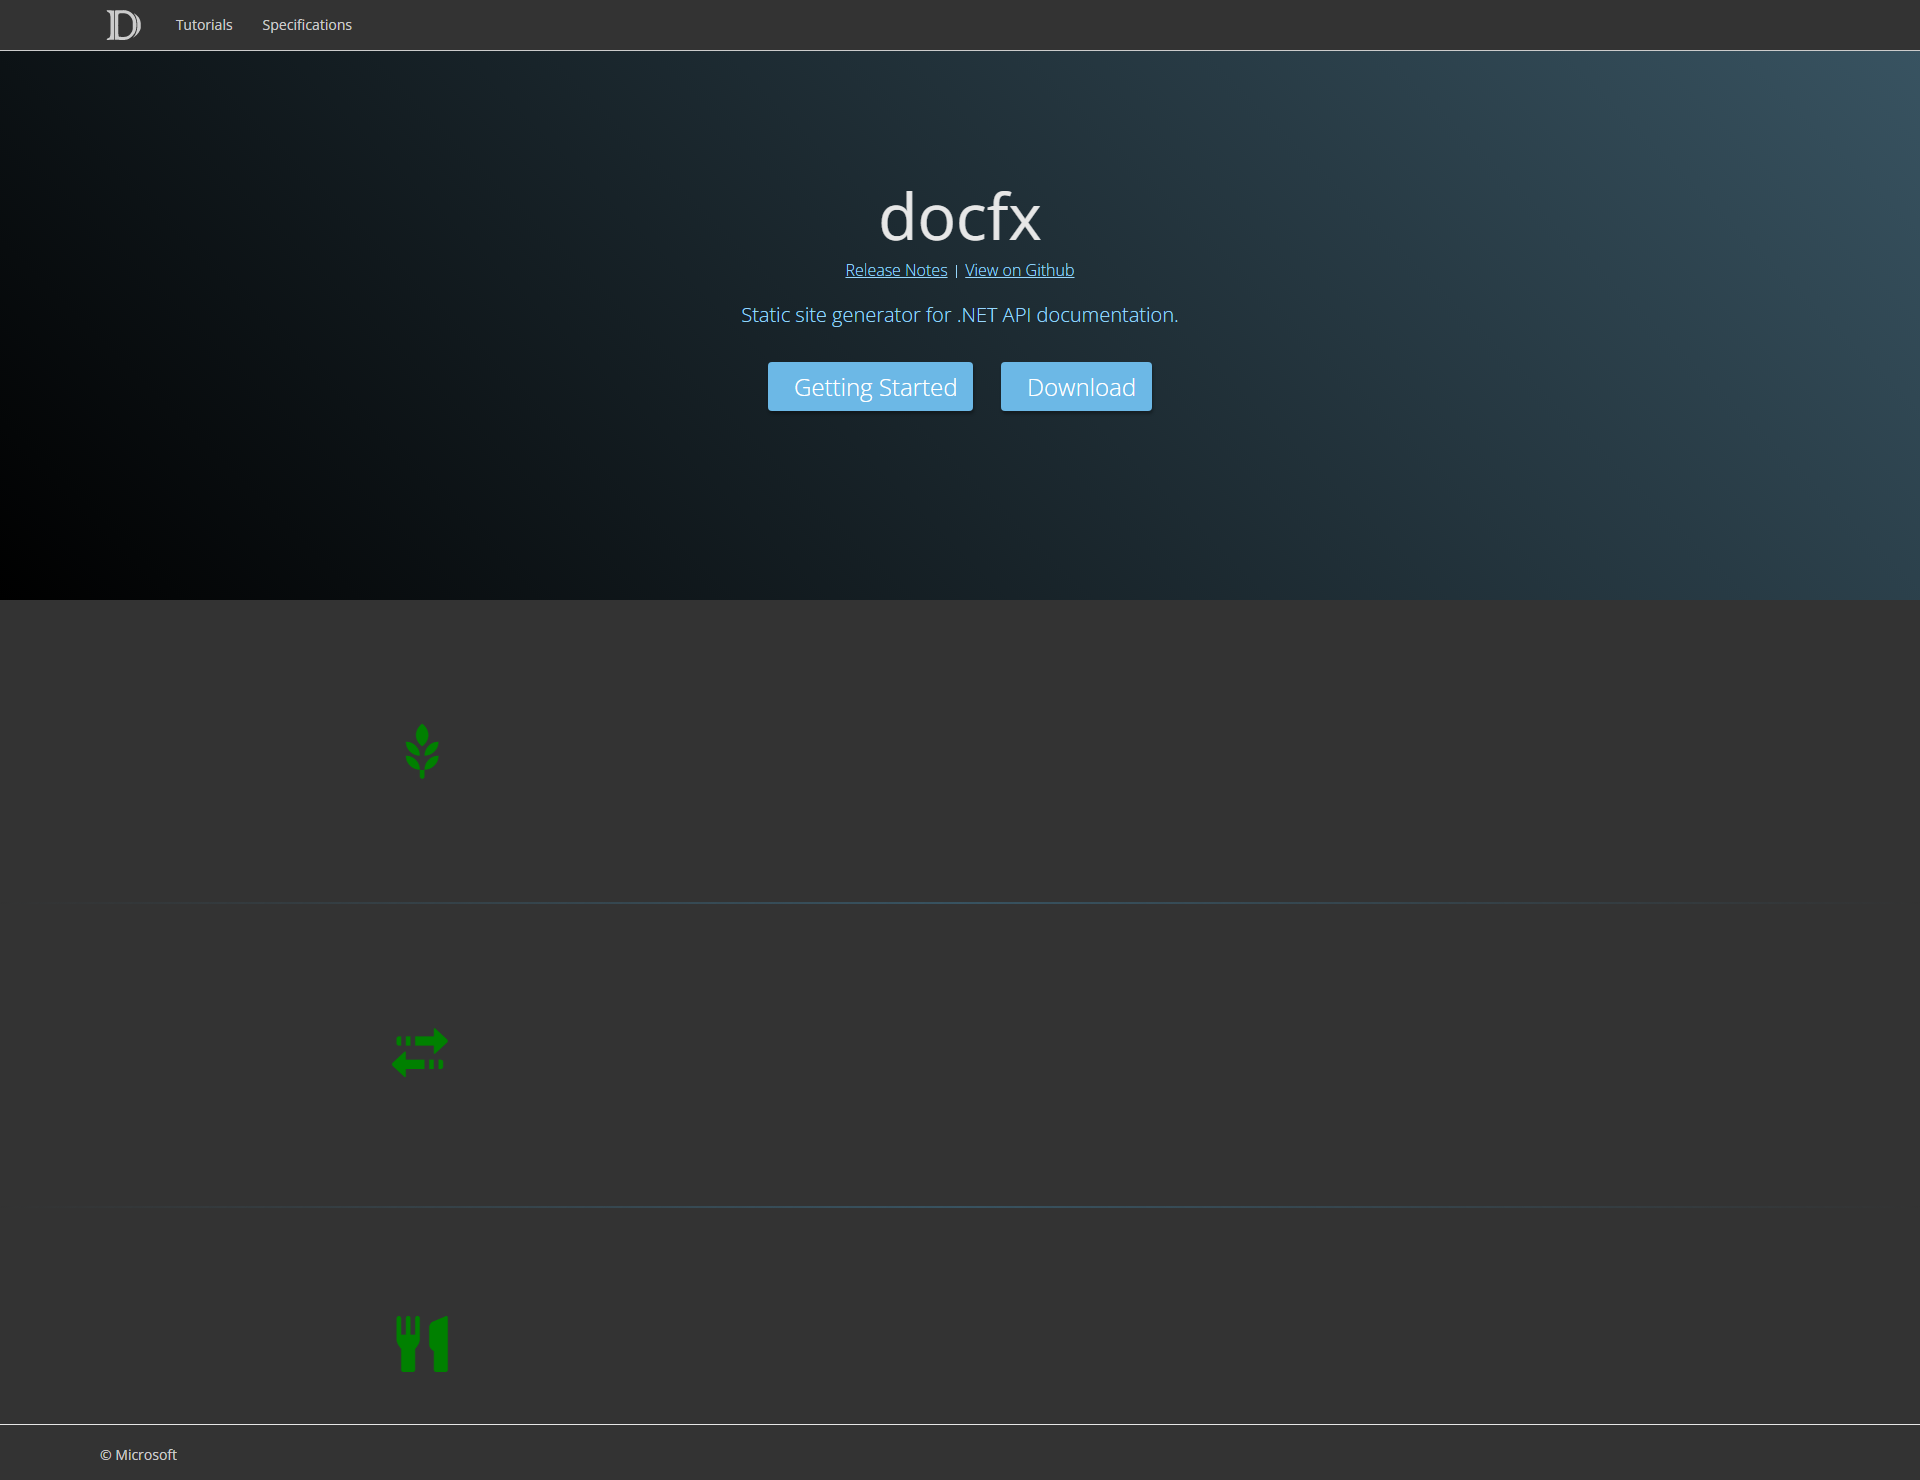 Tutorials Specifications
docfx
Release Notes | View on Github
Static site generator for .NET API documentation.
Getting Started Download
© Microsoft